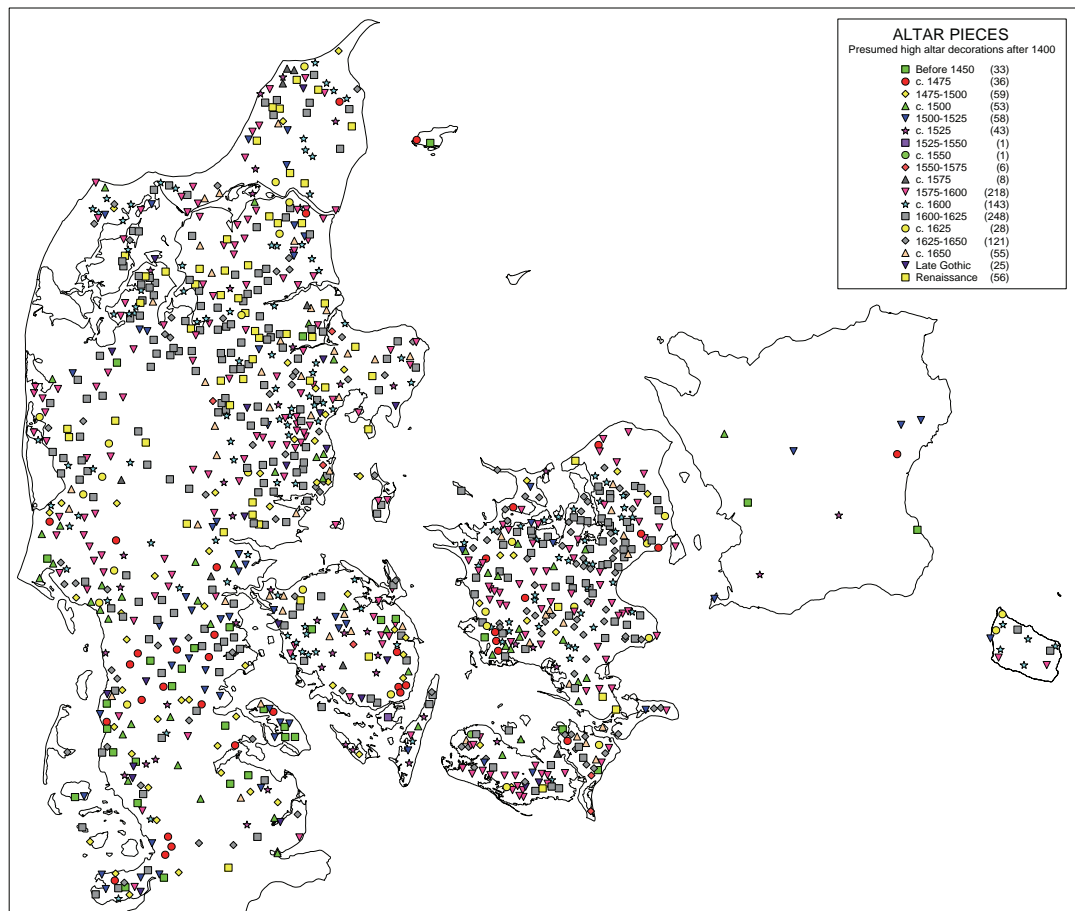 ALTAR PIECES
Presumed high altar decorations after 1400
Before 1450 (33)
c. 1475 (36)
1475-1500 (59)
c. 1500 (53)
1500-1525 (58)
c. 1525 (43)
1525-1550 (1)
c. 1550 (1)
1550-1575 (6)
c. 1575 (8)
1575-1600 (218)
c. 1600 (143)
1600-1625 (248)
c. 1625 (28)
1625-1650 (121)
c. 1650 (55)
Late Gothic (25)
Renaissance (56)